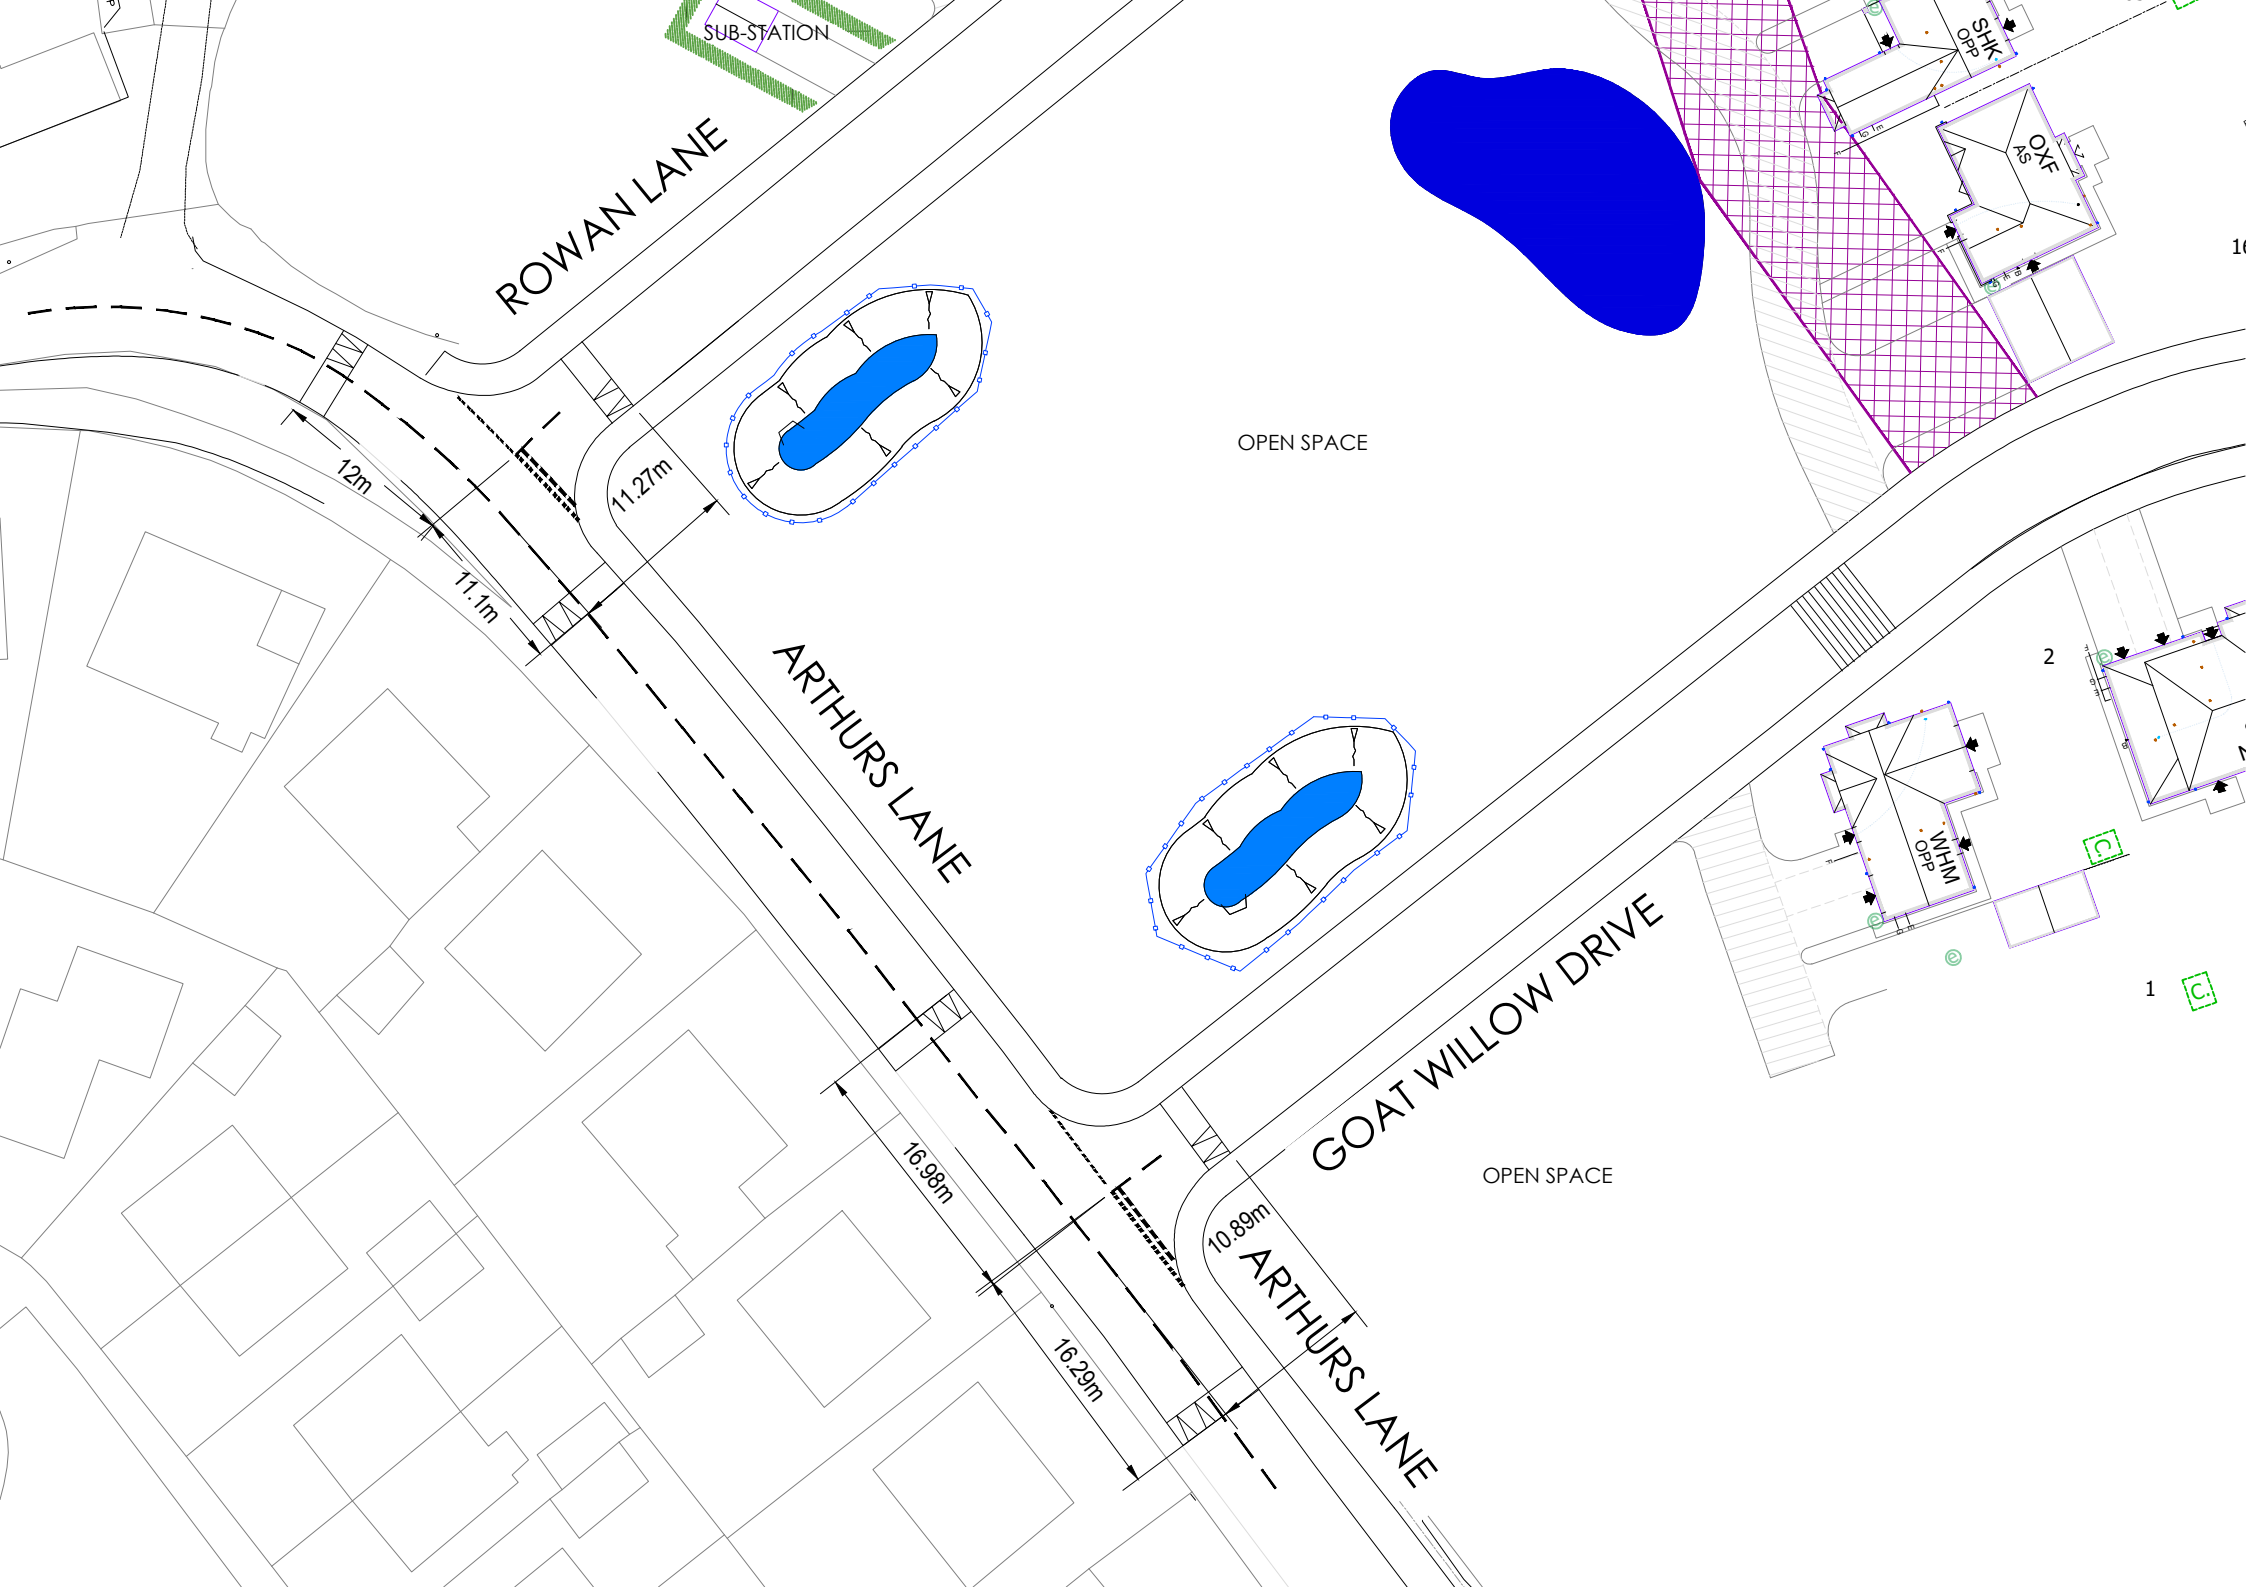 SUB-STATION
ROWAN LANE
SHK
OPP
OXF
AS
16
OPEN SPACE
12m
11.27m
11.1m
ARTHURS LANE
2
WHM
OPP
C.
GOAT WILLOW DRIVE
1
C.
OPEN SPACE
16.98m
10.89m
ARTHURS LANE
16.29m